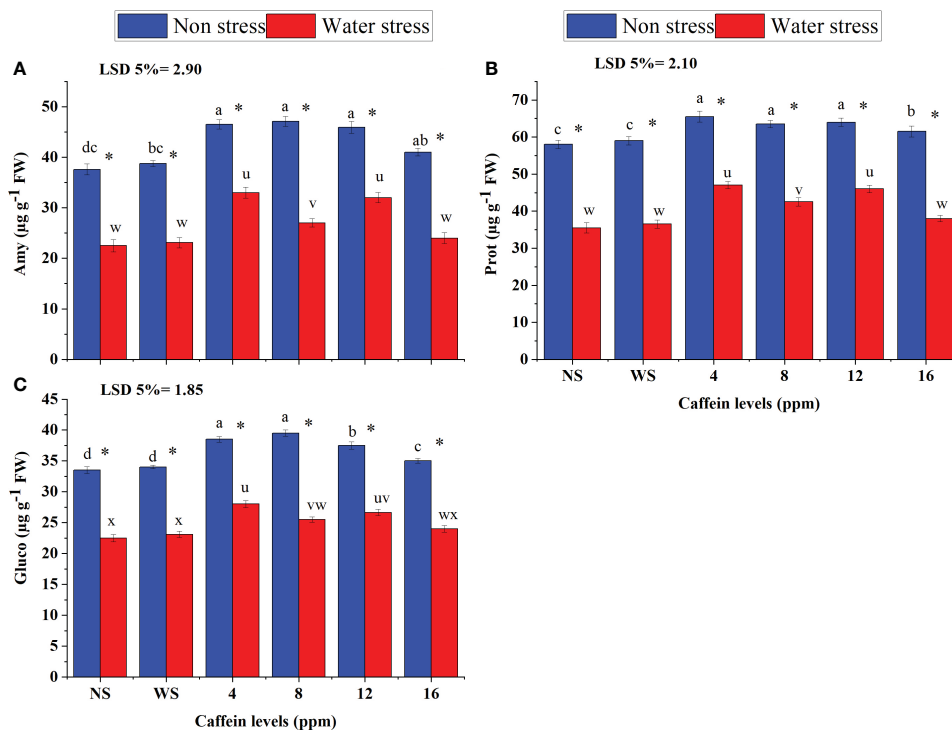 Non stress Water stress
Non stress Water stress
A
LSD 5%= 2.90
Amy (µg g⁻¹ FW)
50
40
30
20
10
0
dc * bc * a * a * a * ab *
w w u v u w
B
LSD 5%= 2.10
Prot (µg g⁻¹ FW)
70
60
50
40
30
20
10
0
c * c * a * a * a * b *
w w u v u w
NS WS 4 8 12 16
Caffein levels (ppm)
C
LSD 5%= 1.85
Gluco (µg g⁻¹ FW)
45
40
35
30
25
20
15
10
5
0
d * d * a * a * b * c *
x x u vw uv wx
NS WS 4 8 12 16
Caffein levels (ppm)